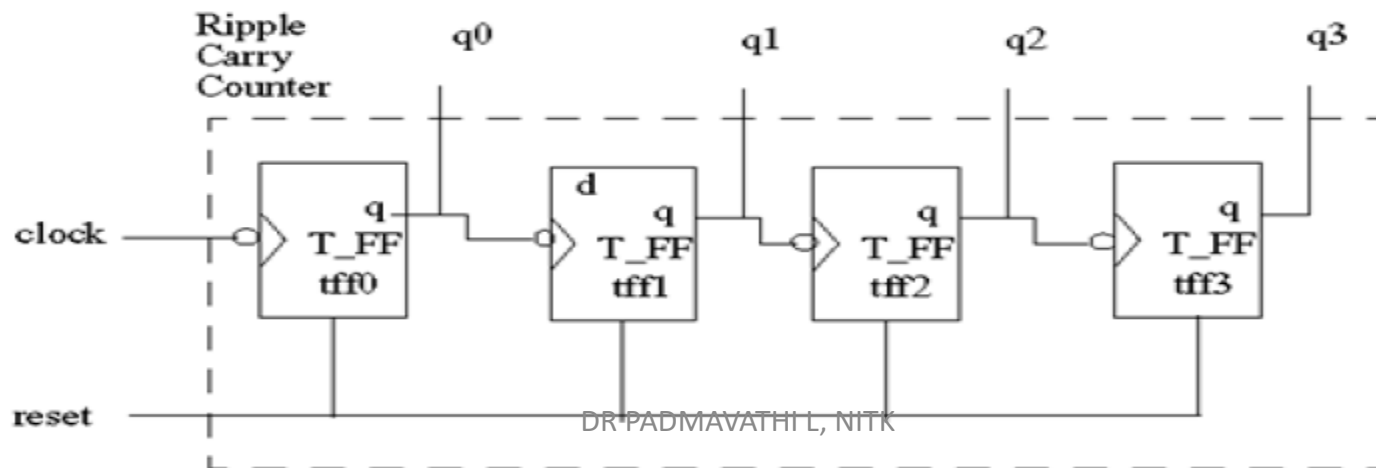 Ripple
Carry
Counter
q0
q1
q2
q3
clock
q
T_FF
tff0
d
q
T_FF
tff1
q
T_FF
tff2
q
T_FF
tff3
reset
DR PADMAVATHI L, NITK